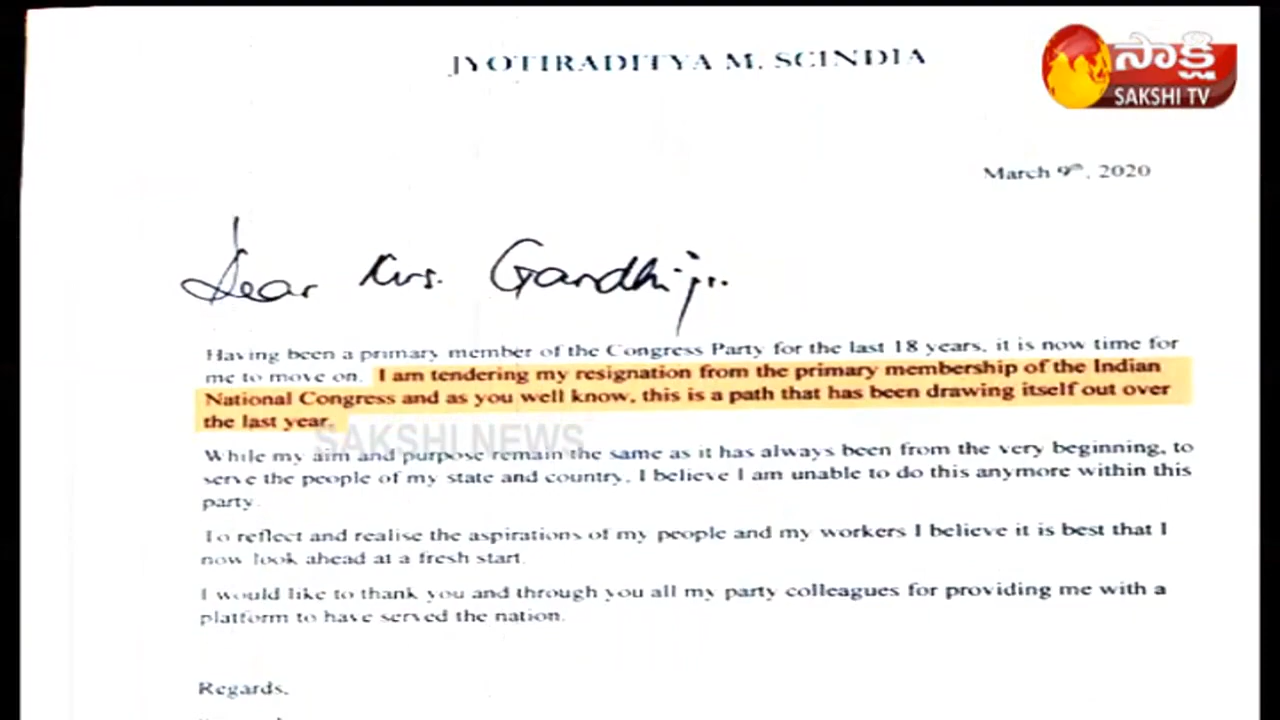 JYOTIRADITYA M. SCINDIA
సాక్షి
SAKSHI TV
March 9th, 2020
Dear Mrs. Gandhi-ji,
Having been a primary member of the Congress Party for the last 18 years, it is now time for
me to move on. I am tendering my resignation from the primary membership of the Indian
National Congress and as you well know, this is a path that has been drawing itself out over
the last year.
SAKSHI NEWS
While my aim and purpose remain the same as it has always been from the very beginning, to
serve the people of my state and country, I believe I am unable to do this anymore within this
party.
To reflect and realise the aspirations of my people and my workers I believe it is best that I
now look ahead at a fresh start.
I would like to thank you and through you all my party colleagues for providing me with a
platform to have served the nation.
Regards,